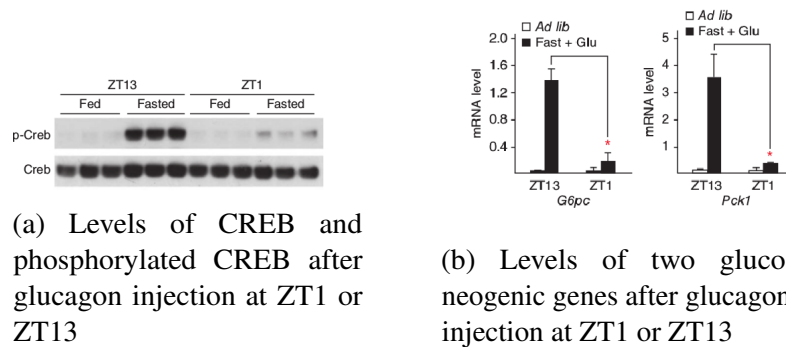 ZT13 ZT1
Fed Fasted Fed Fasted
p-Creb
Creb
(a) Levels of CREB and
phosphorylated CREB after
glucagon injection at ZT1 or
ZT13
Ad lib
Fast + Glu
mRNA level
2.0
1.6
1.2
0.8
0.4
*
ZT13 ZT1
G6pc
Ad lib
Fast + Glu
mRNA level
5
4
3
2
1
*
ZT13 ZT1
Pck1
(b) Levels of two gluco
neogenic genes after glucagon
injection at ZT1 or ZT13